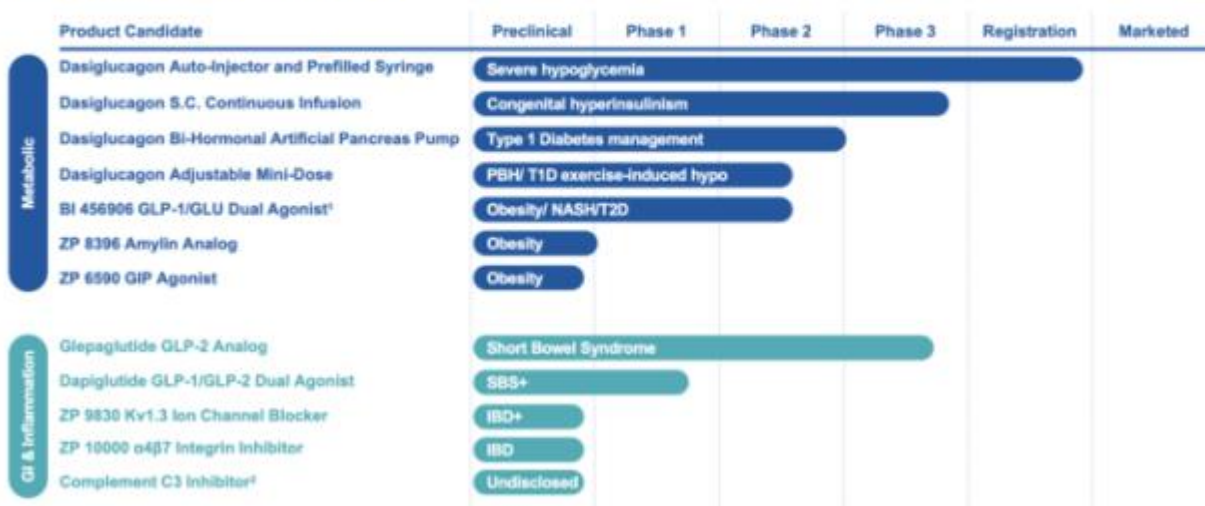 Product Candidate Preclinical Phase 1 Phase 2 Phase 3 Registration Marketed
Metabolic
Dasiglucagon Auto-Injector and Prefilled Syringe Severe hypoglycemia
Dasiglucagon S.C. Continuous Infusion Congenital hyperinsulinism
Dasiglucagon Bi-Hormonal Artificial Pancreas Pump Type 1 Diabetes management
Dasiglucagon Adjustable Mini-Dose PBH/ T1D exercise-induced hypo
BI 456906 GLP-1/GLU Dual Agonist¹ Obesity/ NASH/T2D
ZP 8396 Amylin Analog Obesity
ZP 6590 GIP Agonist Obesity
GI & Inflammation
Glepaglutide GLP-2 Analog Short Bowel Syndrome
Dapiglutide GLP-1/GLP-2 Dual Agonist SBS+
ZP 9830 Kv1.3 Ion Channel Blocker IBD+
ZP 10000 α4β7 Integrin Inhibitor IBD
Complement C3 Inhibitor² Undisclosed